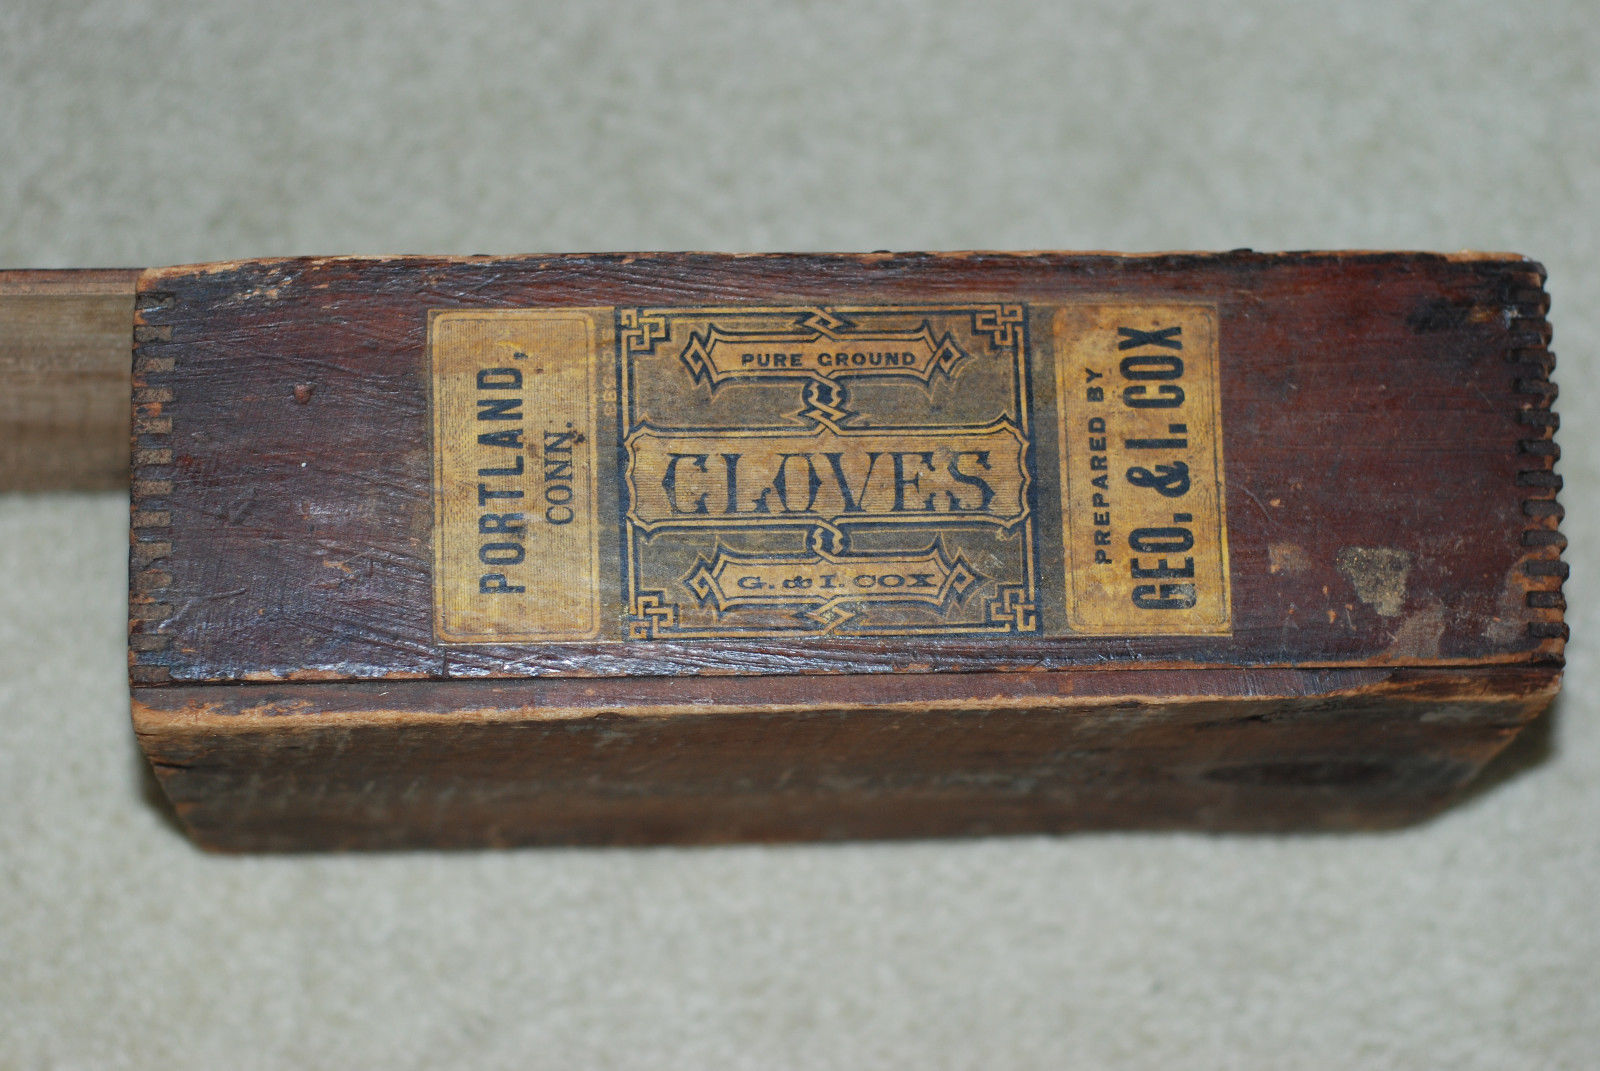 PORTLAND,
CONN.
PURE GROUND
CLOVES
G. & I. COX
PREPARED BY
GEO. & I. COX